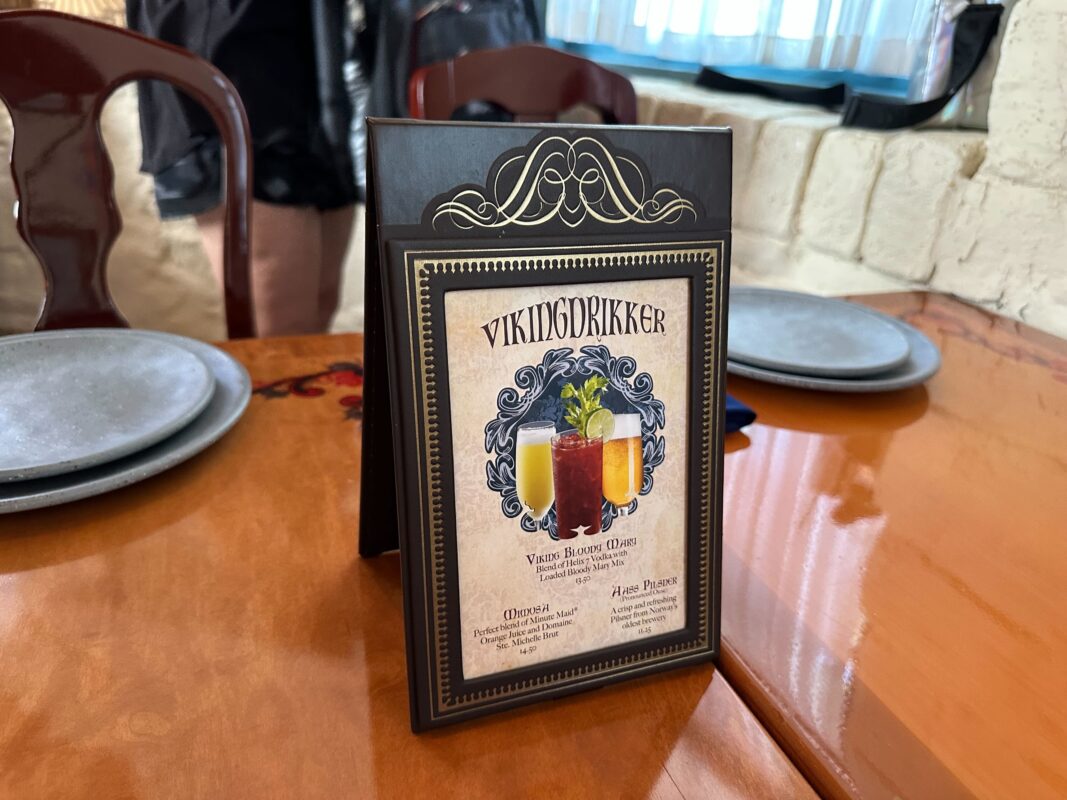 VIKINGDRIKKER
VIKING BLOODY MARY
Blend of Helix 7 Vodka with
Loaded Bloody Mary Mix
13.50
MIMOSA
Perfect blend of Minute Maid®
Orange Juice and Domaine
Ste. Michelle Brut
14.50
AASS PILSNER
(Pronounced Ouse)
A crisp and refreshing
Pilsner from Norway's
oldest brewery
11.25